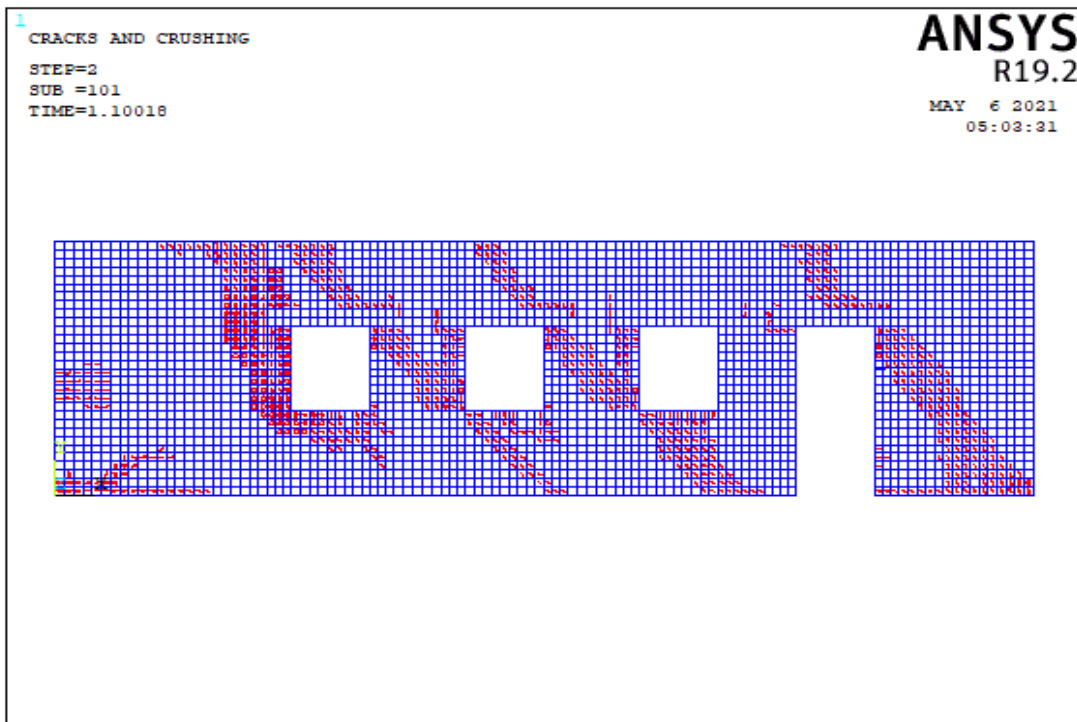 1
CRACKS AND CRUSHING
STEP=2
SUB =101
TIME=1.10018
ANSYS
R19.2
MAY  6 2021
05:03:31
Y